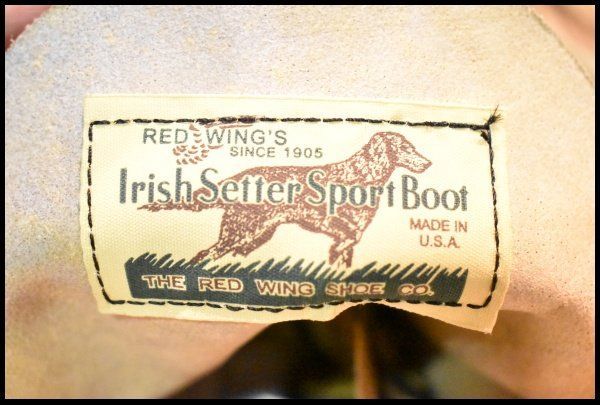 RED WING'S
SINCE 1905
Irish Setter Sport Boot
MADE IN
U.S.A.
THE RED WING SHOE CO.